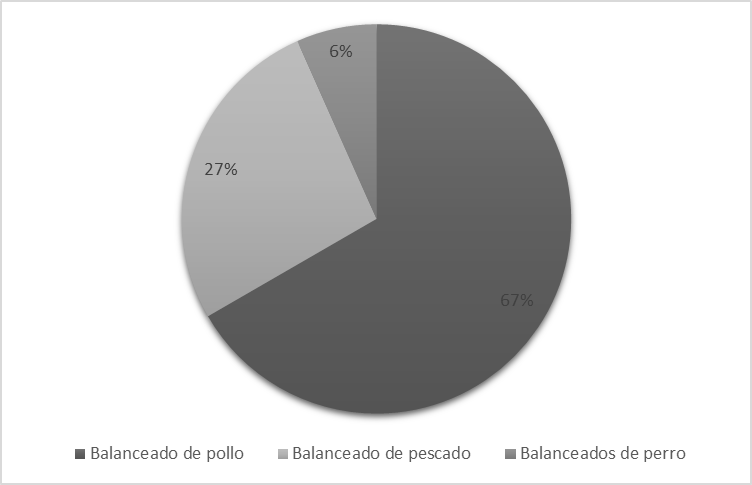 6%
27%
67%
Balanceado de pollo
Balanceado de pescado
Balanceados de perro